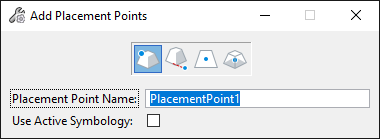 Add Placement Points
Placement Point Name: PlacementPoint1
Use Active Symbology: